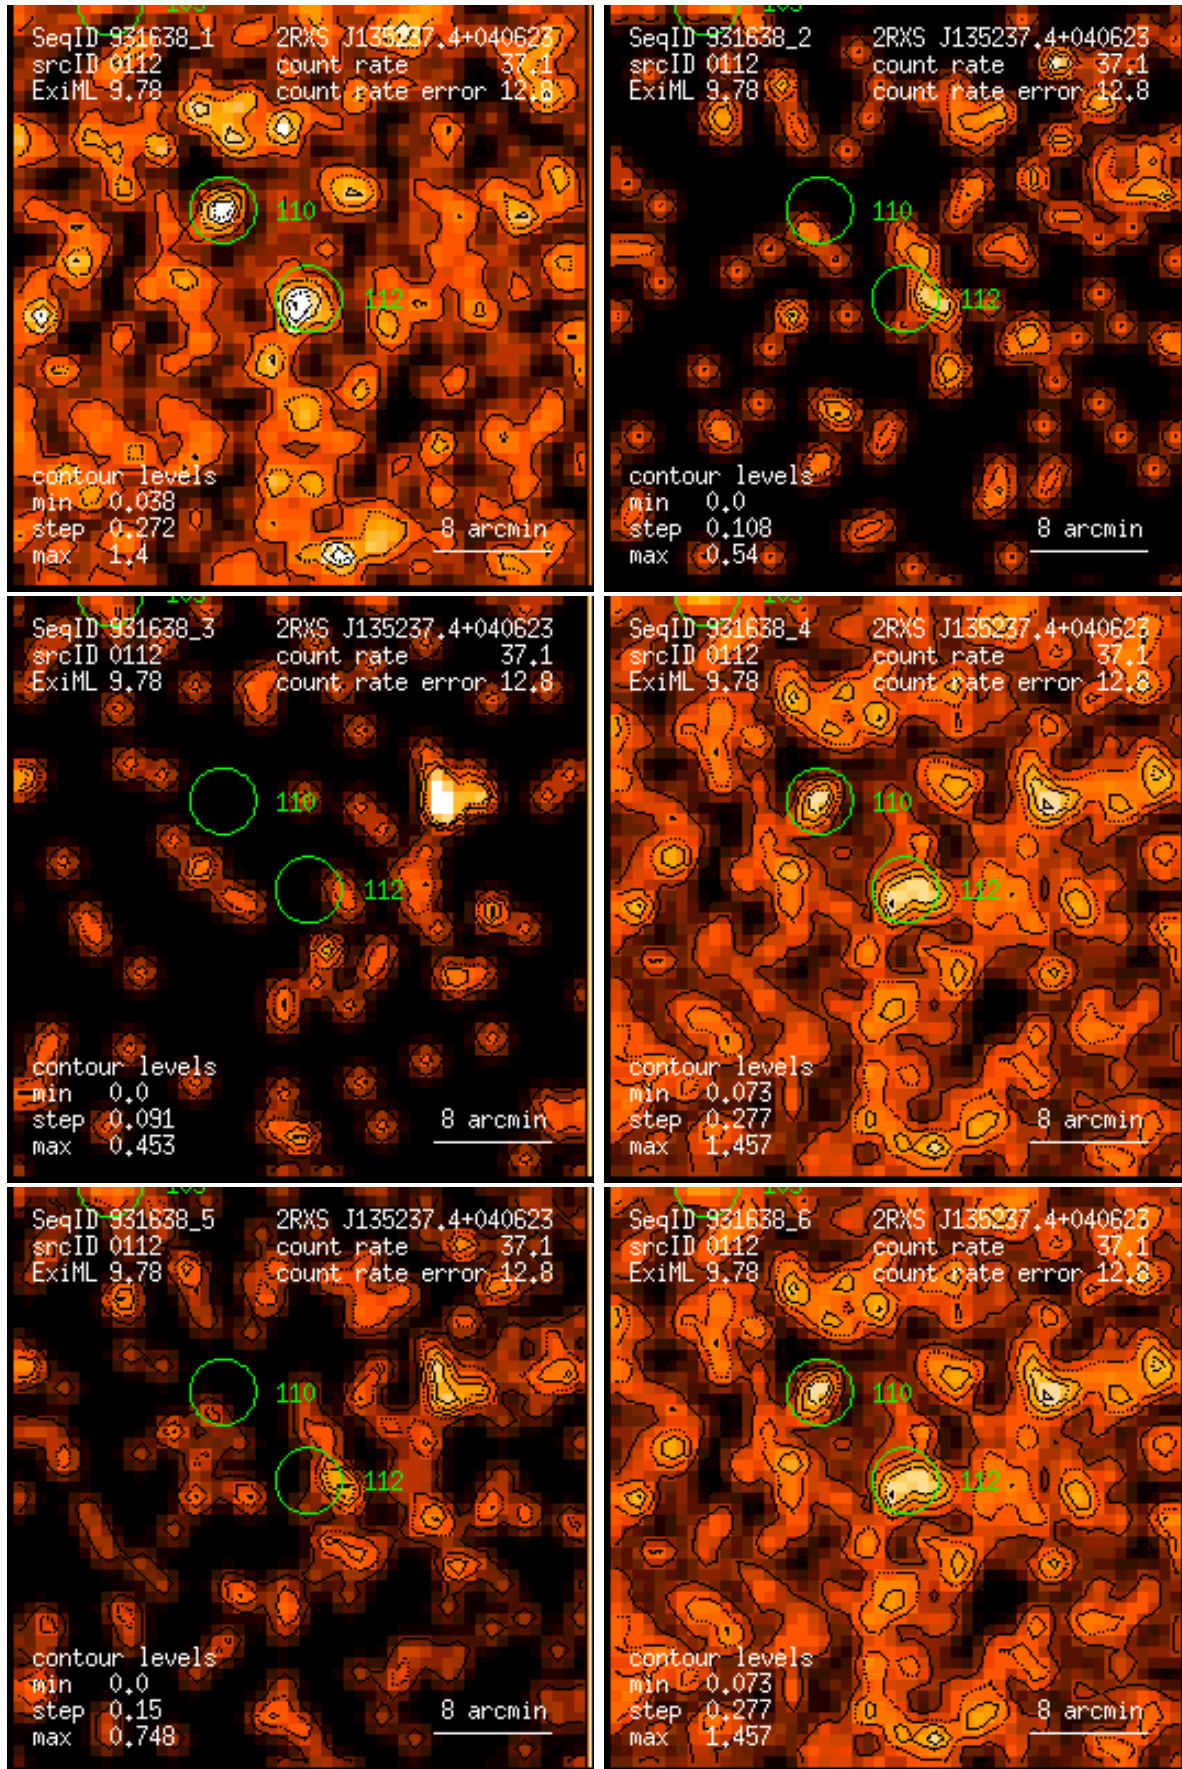 SeqID 931638_1 2RXS J135237.4+040623
srcID 0112 count rate 37.1
ExiML 9.78 count rate error 12.8
110
112
contour levels
min 0.038
step 0.272 8 arcmin
max 1.4
SeqID 931638_2 2RXS J135237.4+040623
srcID 0112 count rate 37.1
ExiML 9.78 count rate error 12.8
110
112
contour levels
min 0.0
step 0.108 8 arcmin
max 0.54
SeqID 931638_3 2RXS J135237.4+040623
srcID 0112 count rate 37.1
ExiML 9.78 count rate error 12.8
110
112
contour levels
min 0.0
step 0.091 8 arcmin
max 0.453
SeqID 931638_4 2RXS J135237.4+040623
srcID 0112 count rate 37.1
ExiML 9.78 count rate error 12.8
110
112
contour levels
min 0.073
step 0.277 8 arcmin
max 1.457
SeqID 931638_5 2RXS J135237.4+040623
srcID 0112 count rate 37.1
ExiML 9.78 count rate error 12.8
110
112
contour levels
min 0.0
step 0.15 8 arcmin
max 0.748
SeqID 931638_6 2RXS J135237.4+040623
srcID 0112 count rate 37.1
ExiML 9.78 count rate error 12.8
110
112
contour levels
min 0.073
step 0.277 8 arcmin
max 1.457